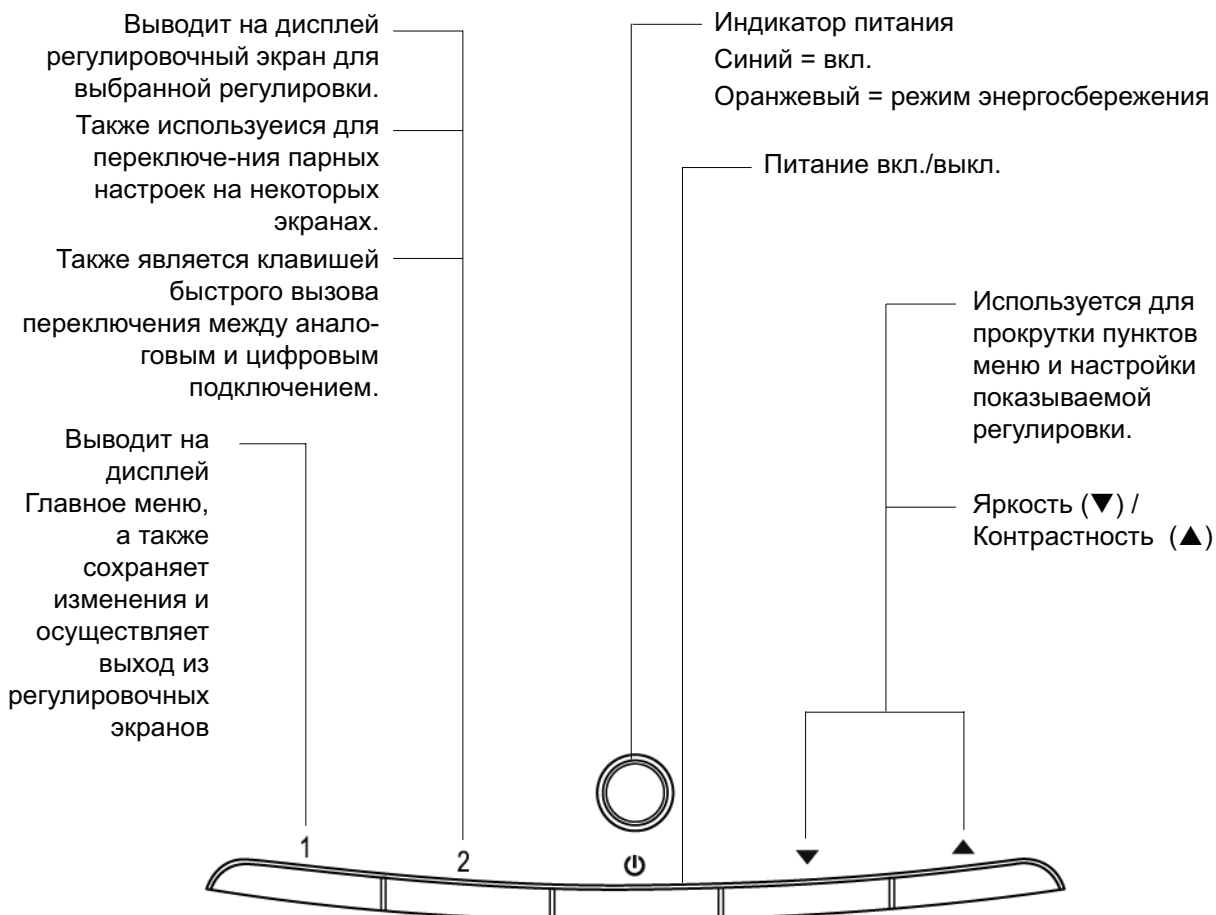 Выводит на дисплей
регулировочный экран для
выбранной регулировки.
Также используеися для
переключе-ния парных
настроек на некоторых
экранах.
Также является клавишей
быстрого вызова
переключения между анало-
говым и цифровым
подключением.
Выводит на
дисплей
Главное меню,
а также
сохраняет
изменения и
осуществляет
выход из
регулировочных
экранов
Индикатор питания
Синий = вкл.
Оранжевый = режим энергосбережения
Питание вкл./выкл.
Используется для
прокрутки пунктов
меню и настройки
показываемой
регулировки.
Яркость (▼) /
Контрастность (▲)
1
2
▼
▲